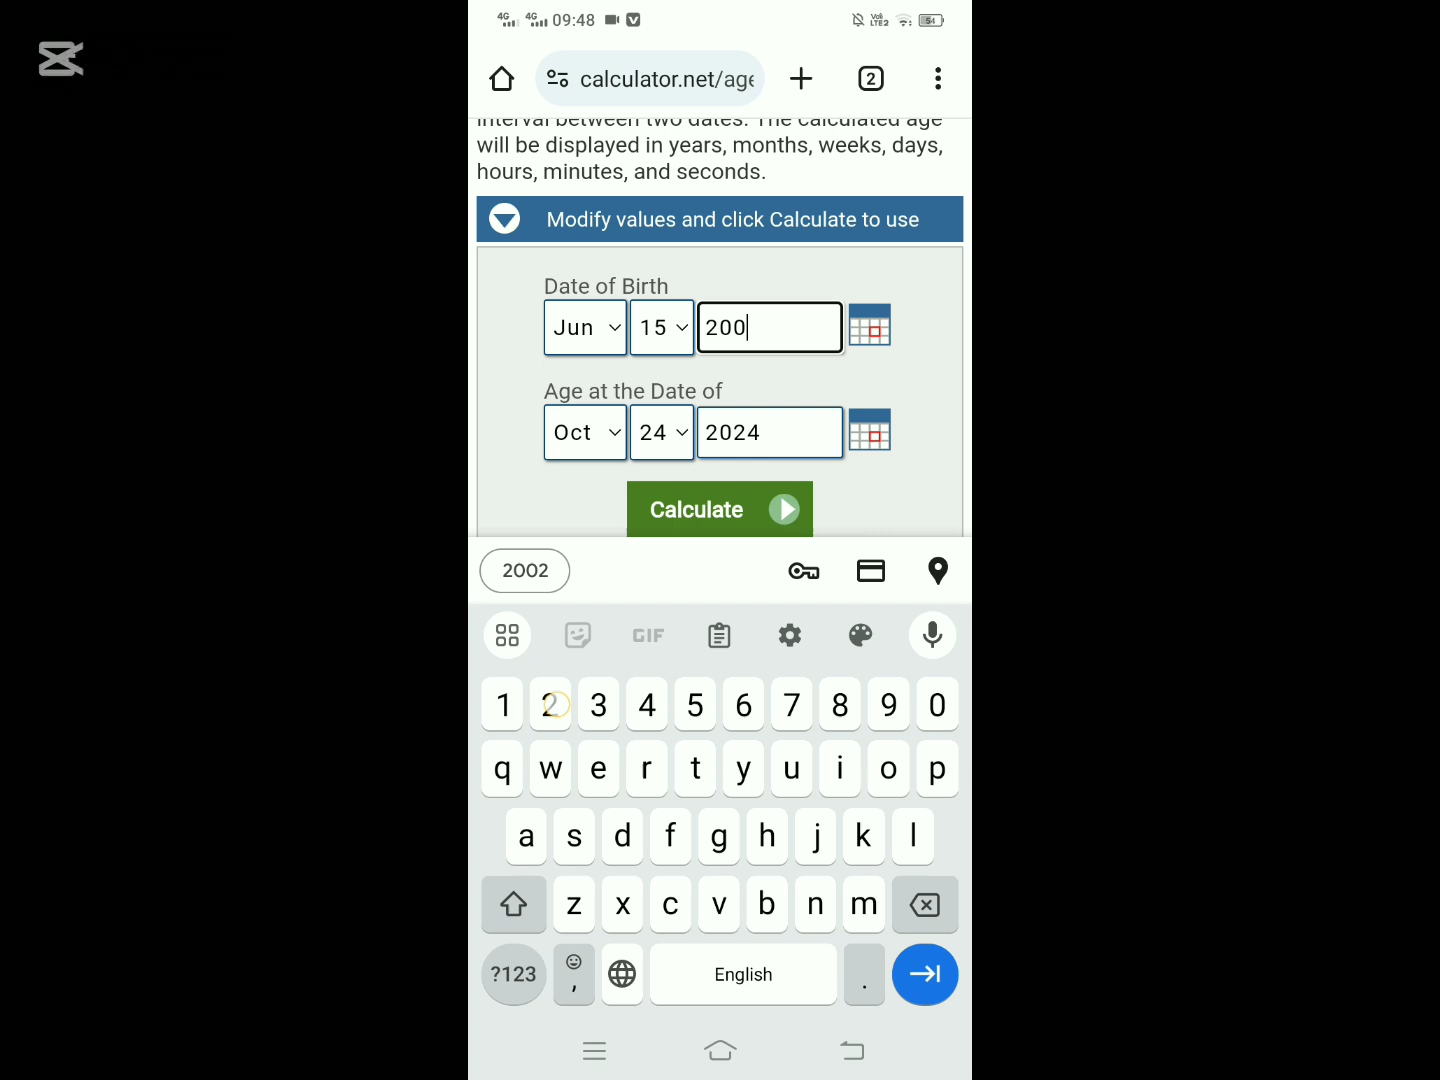 4G 4G 09:48 V Vo)) LTE2 54
calculator.net/age 2
interval between two dates. The calculated age
will be displayed in years, months, weeks, days,
hours, minutes, and seconds.
Modify values and click Calculate to use
Date of Birth
Jun 15 200
Age at the Date of
Oct 24 2024
Calculate
2002
GIF
1 2 3 4 5 6 7 8 9 0
q w e r t y u i o p
a s d f g h j k l
z x c v b n m
?123 , English .